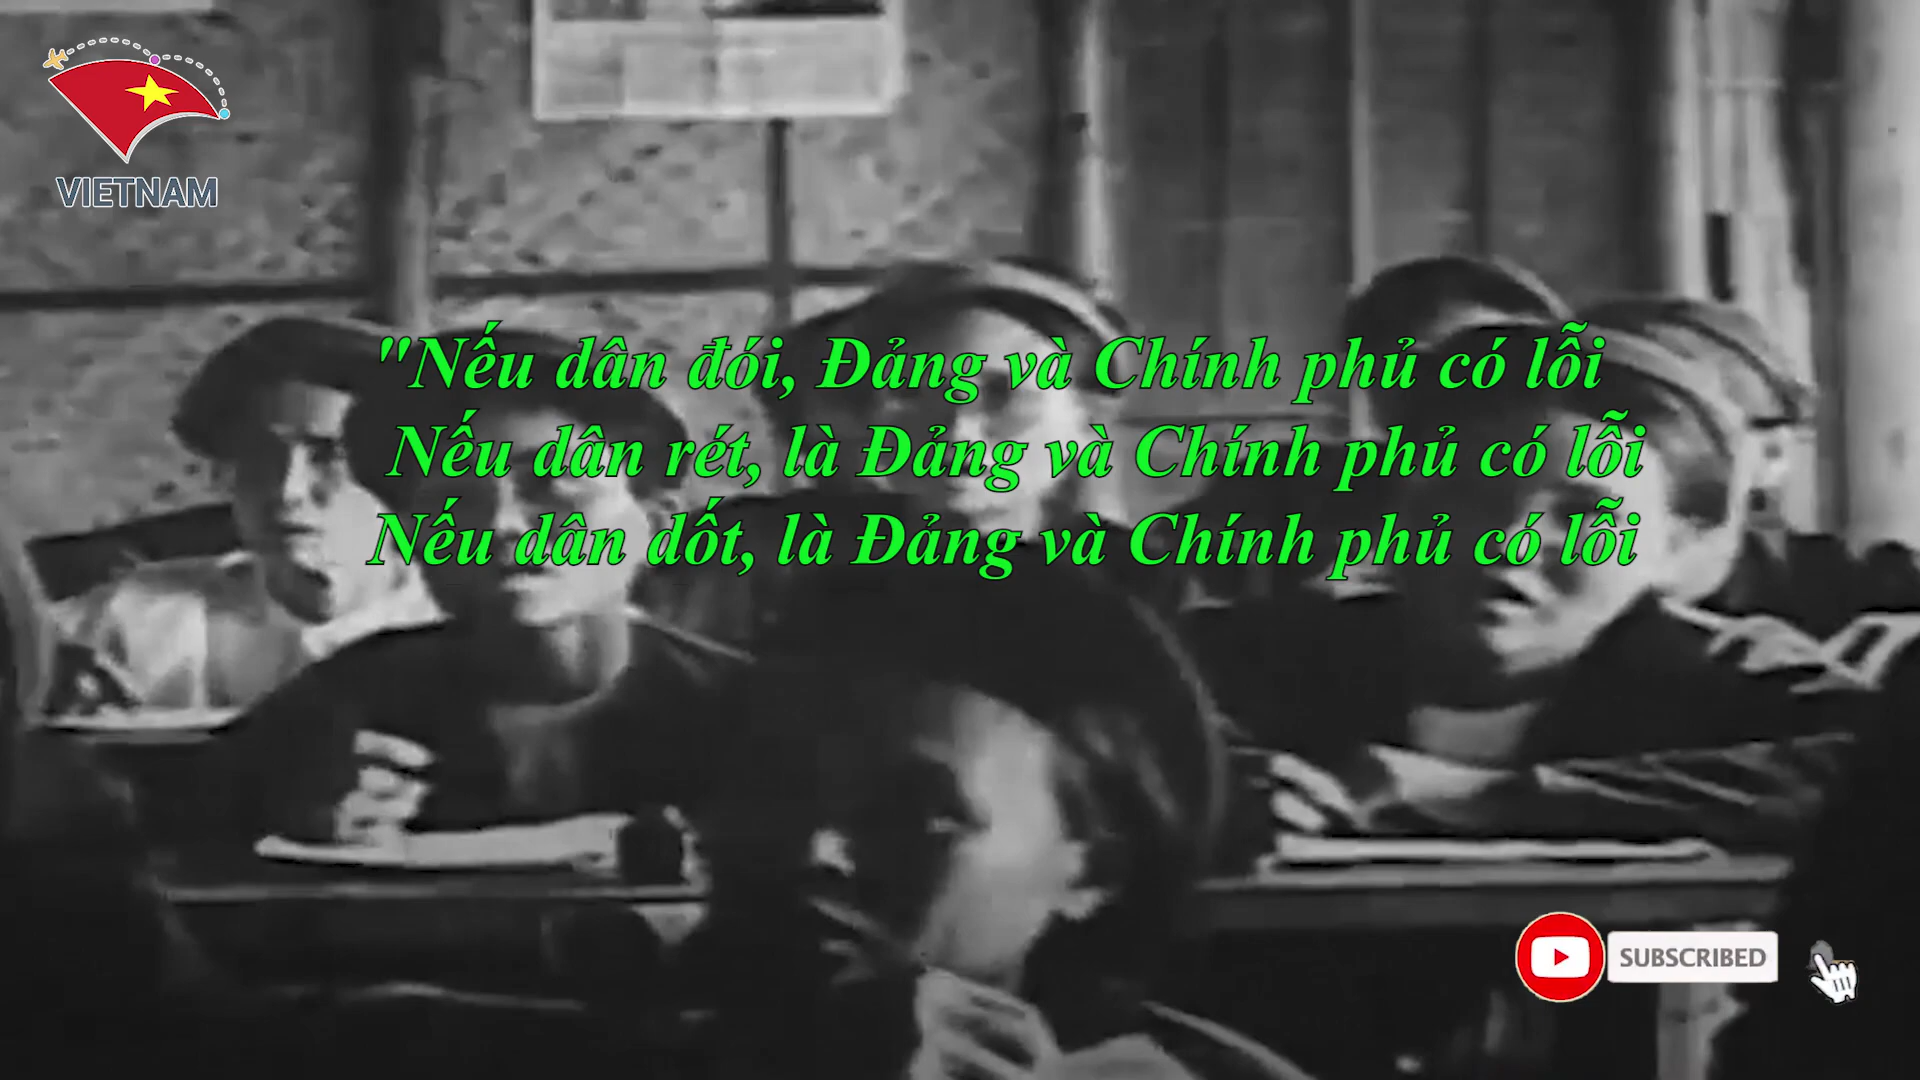 VIETNAM
"Nếu dân đói, Đảng và Chính phủ có lỗi
Nếu dân rét, là Đảng và Chính phủ có lỗi
Nếu dân dốt, là Đảng và Chính phủ có lỗi
SUBSCRIBED